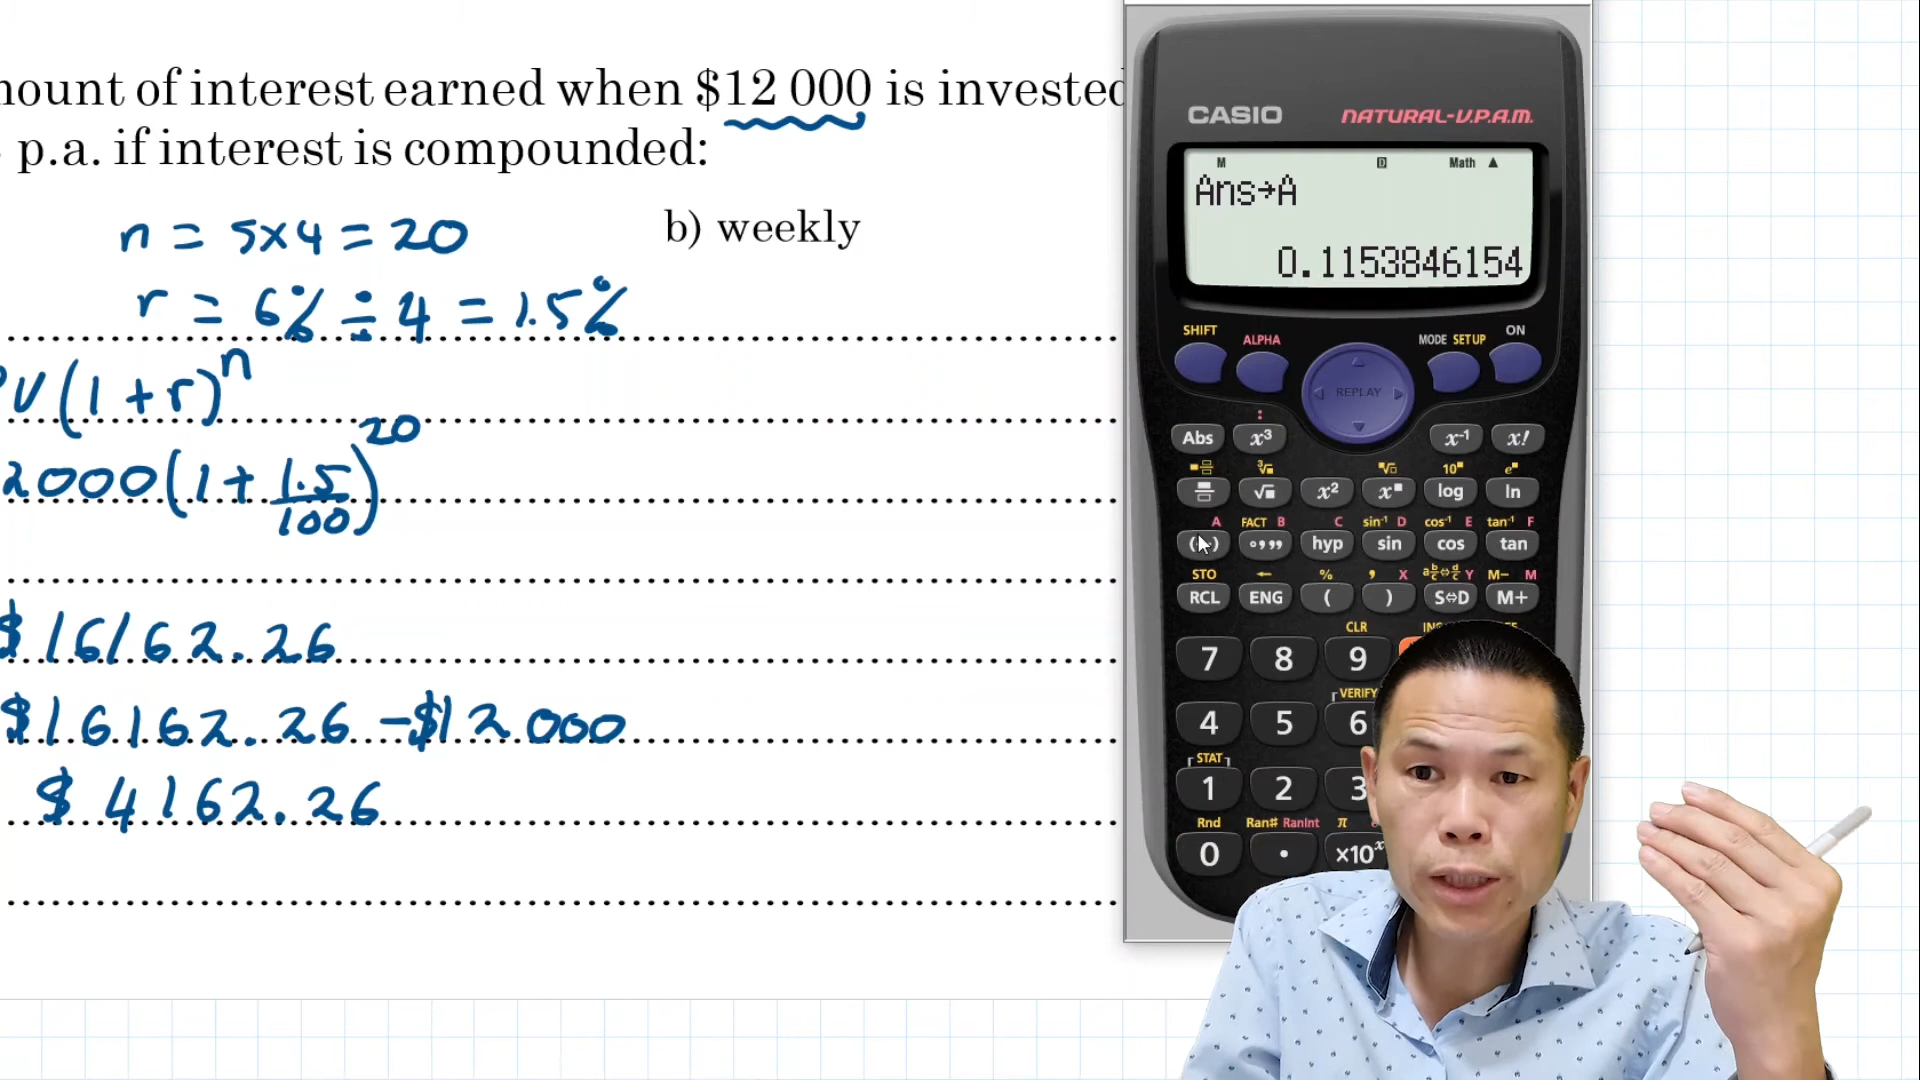 mount of interest earned when $12 000 is invested
p.a. if interest is compounded:
n = 5×4 = 20
b) weekly
r = 6% ÷ 4 = 1.5%
PV(1+r)^n
2000(1+ 1.5/100)^20
$16162.26
$16162.26 -$12000
$ 4162.26
CASIO NATURAL-V.P.A.M.
M D Math ▲
Ans→A
0.1153846154
SHIFT ALPHA MODE SETUP ON
REPLAY
:
Abs x³ x⁻¹ x!
■⊟ ³√■ ■√□ 10■ e■
√■ x² x■ log ln
A FACT B C sin⁻¹ D cos⁻¹ E tan⁻¹ F
(-) °,,, hyp sin cos tan
STO ← % , X a b/c⇔d/c Y M− M
RCL ENG ( ) S⇔D M+
CLR
7 8 9
VERIFY
4 5 6
STAT
1 2 3
Rnd Ran# RanInt π
0 . ×10ˣ